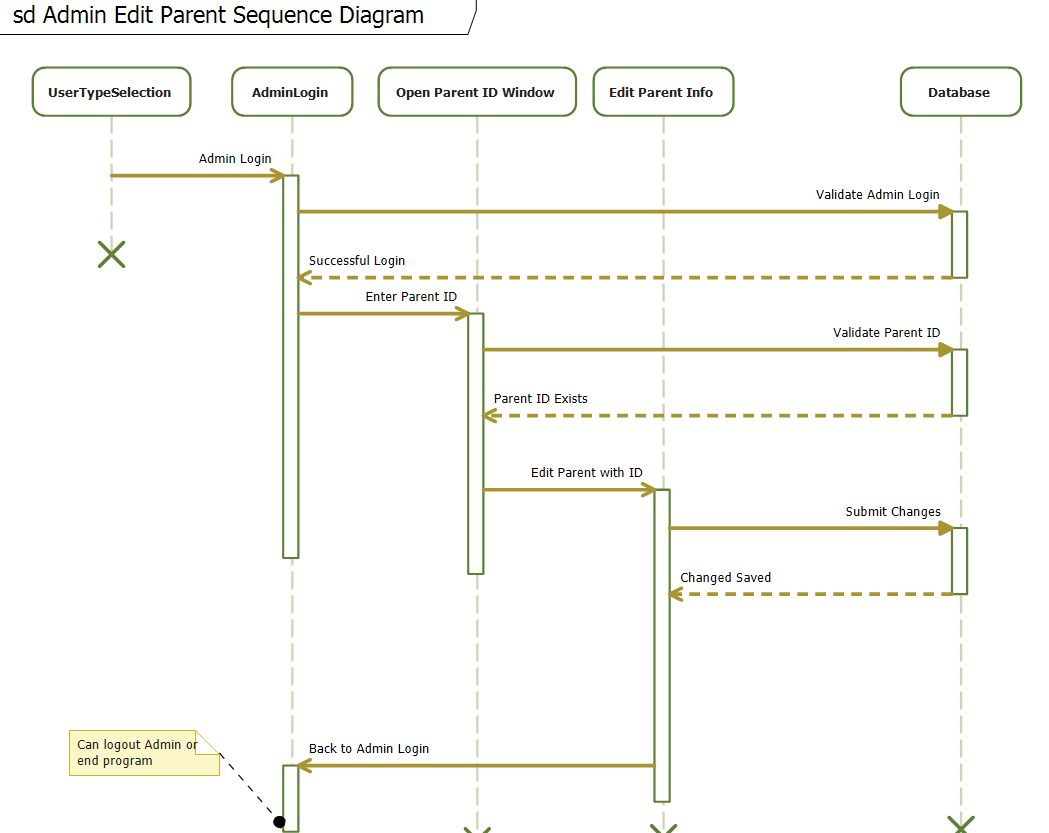 sd Admin Edit Parent Sequence Diagram
UserTypeSelection
AdminLogin
Open Parent ID Window
Edit Parent Info
Database
Admin Login
Validate Admin Login
Successful Login
Enter Parent ID
Validate Parent ID
Parent ID Exists
Edit Parent with ID
Submit Changes
Changed Saved
Can logout Admin or
end program
Back to Admin Login